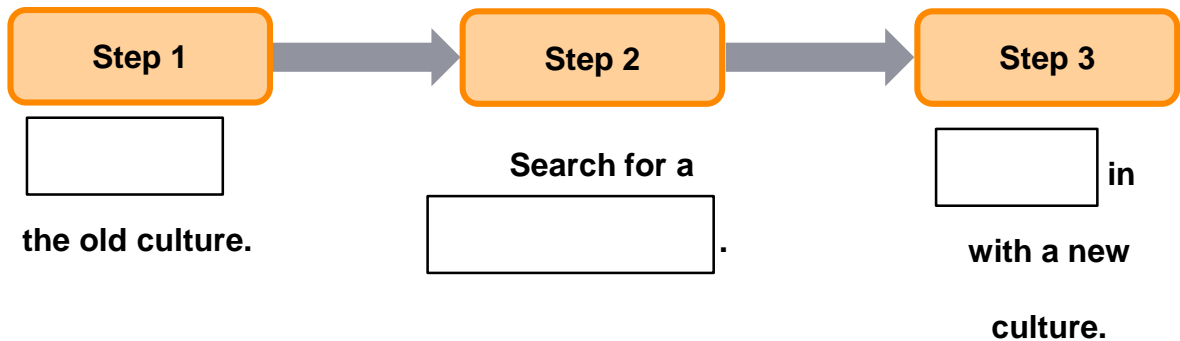 Step 1
Step 2
Step 3
the old culture.
Search for a
.
in
with a new
culture.